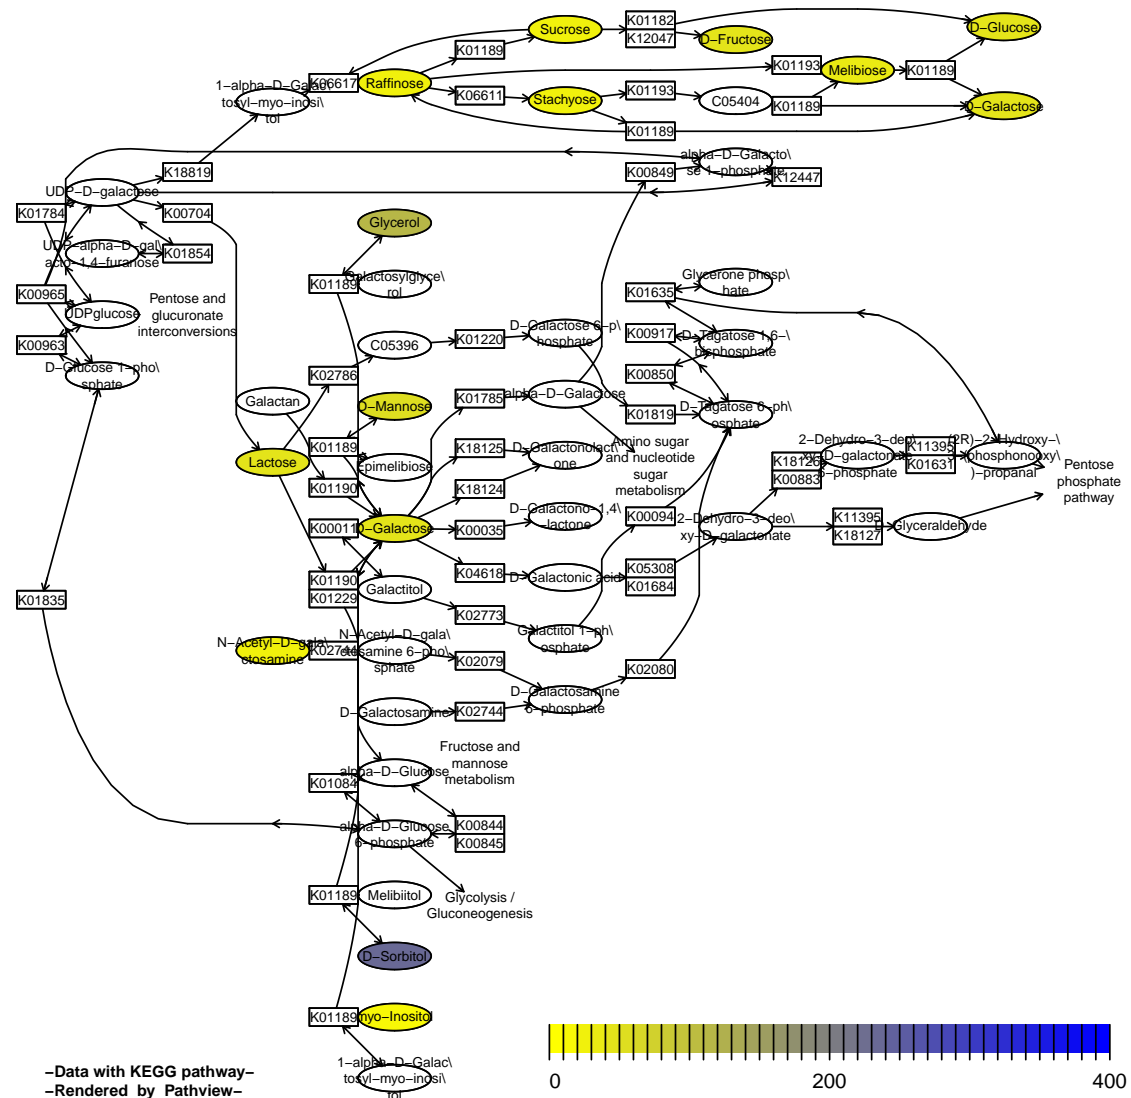 Sucrose
K01182
K12047
D−Glucose
D−Fructose
K01189
K01193
Melibiose
K01189
1−alpha−D−Galact
tosyl−myo−inosi\
tol
K06617
Raffinose
K06611
Stachyose
K01193
C05404
K01189
D−Galactose
K01189
K18819
K00849
alpha−D−Galacto\
se 1−phosphate
K12447
UDP−D−galactose
K01784
K00704
Glycerol
UDP−alpha−D−gal\
acto−1,4−furanose
K01854
K01189
Galactosylglyce\
rol
Glycerone phosp\
hate
K00965
Pentose and
glucuronate
interconversions
K01635
UDPglucose
K00963
C05396
K01220
D−Galactose 6−p\
hosphate
K00917
D−Tagatose 1,6−\
bisphosphate
D−Glucose 1−pho\
sphate
K02786
K00850
Galactan
D−Mannose
K01785
alpha−D−Galactose
K01819
D−Tagatose 6−ph\
osphate
K01189
K18125
D−Galactonolact\
one
Amino sugar
and nucleotide
sugar
metabolism
2−Dehydro−3−deo\
xy−D−galactonate
6−phosphate
K11395
K01631
(2R)−2−Hydroxy−\
(phosphonooxy\
)−propanal
Lactose
Epimelibiose
K18126
K00883
Pentose
phosphate
pathway
K01190
K18124
K00011
D−Galactose
K00035
D−Galactono−1,4\
−lactone
K00094
2−Dehydro−3−deo\
xy−D−galactonate
K11395
K18127
D−Glyceraldehyde
K01190
K01229
Galactitol
K04618
D−Galactonic acid
K05308
K01684
K01835
K02773
Galactitol 1−ph\
osphate
N−Acetyl−D−gala\
ctosamine
K02744
N−Acetyl−D−gala\
ctosamine 6−pho\
sphate
K02079
K02080
D−Galactosamine
K02744
D−Galactosamine
6−phosphate
Fructose and
mannose
metabolism
K01084
alpha−D−Glucose
alpha−D−Glucose
6−phosphate
K00844
K00845
K01189
Melibiitol
Glycolysis /
Gluconeogenesis
D−Sorbitol
K01189
myo−Inositol
1−alpha−D−Galac\
tosyl−myo−inosi\
tol
−Data with KEGG pathway−
−Rendered by Pathview−
0
200
400